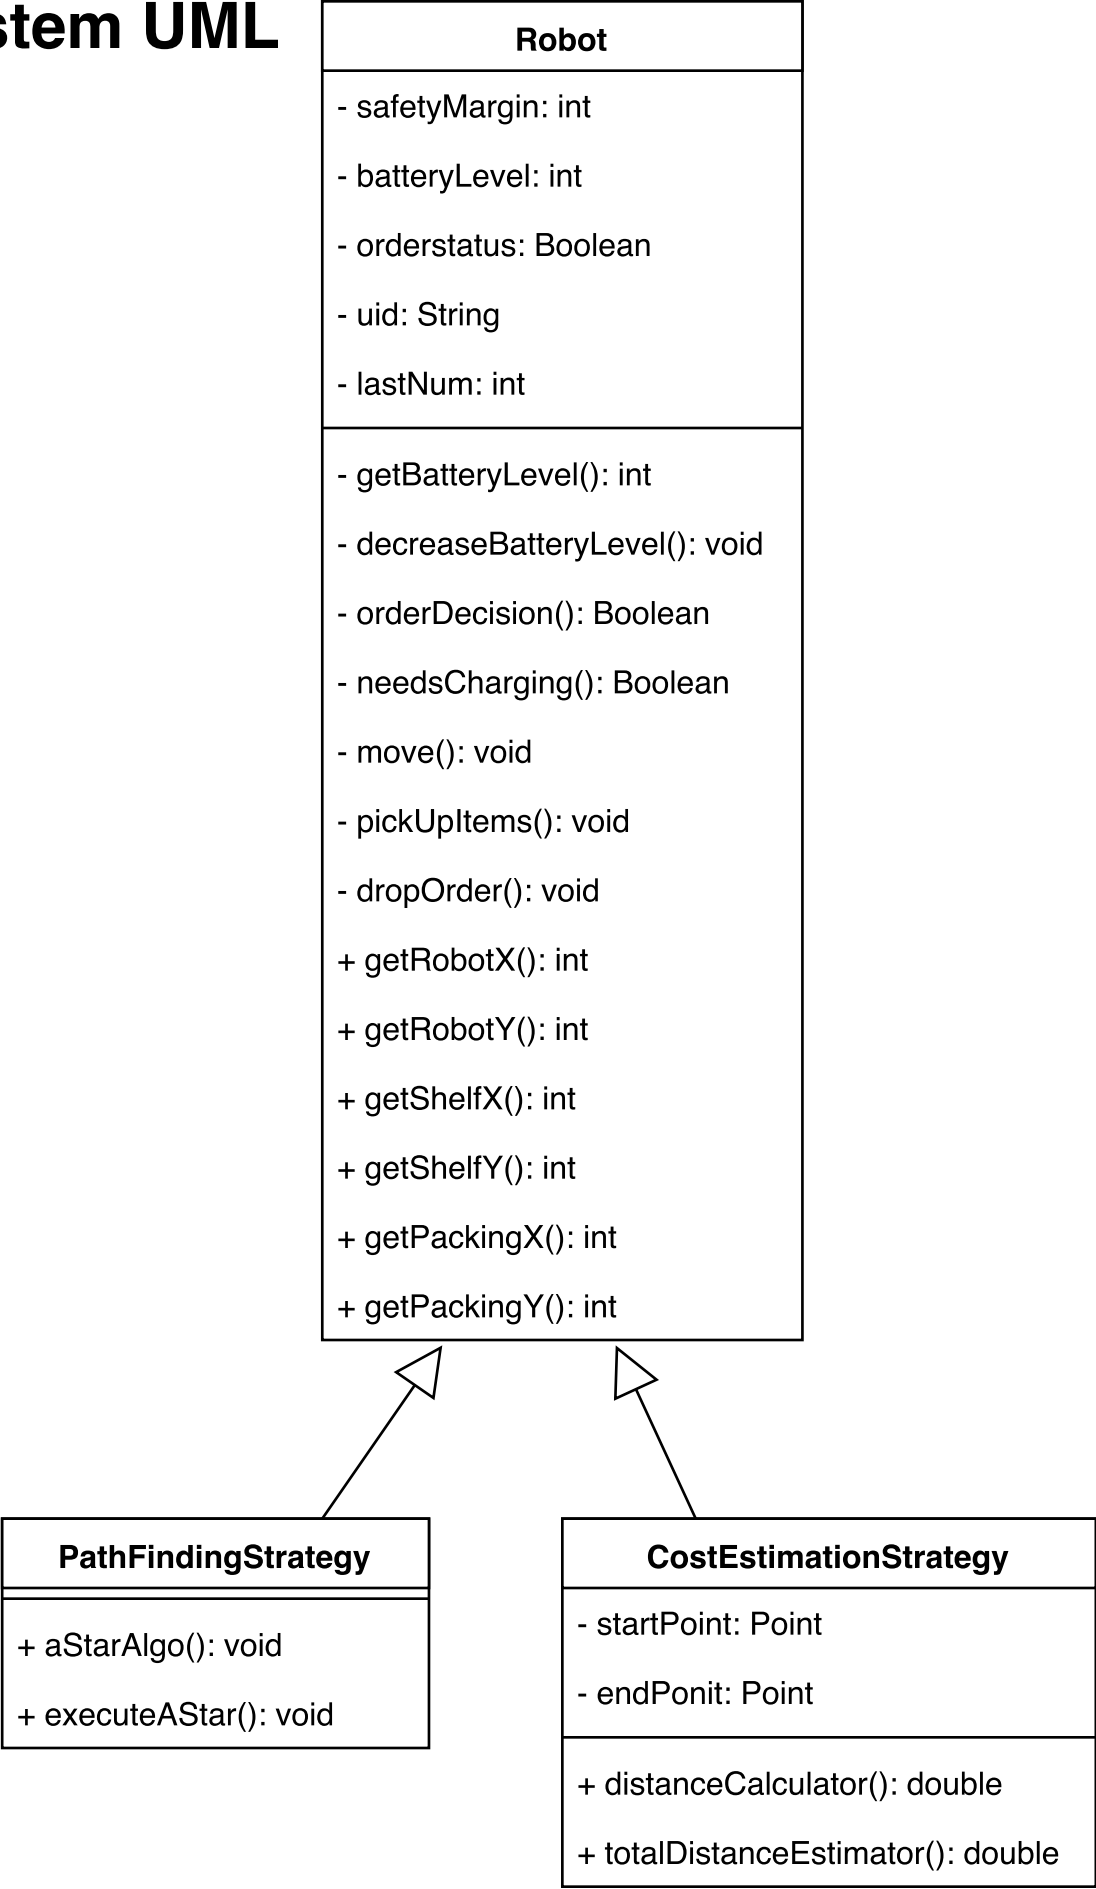 stem UML
Robot
- safetyMargin: int
- batteryLevel: int
- orderstatus: Boolean
- uid: String
- lastNum: int
- getBatteryLevel(): int
- decreaseBatteryLevel(): void
- orderDecision(): Boolean
- needsCharging(): Boolean
- move(): void
- pickUpItems(): void
- dropOrder(): void
+ getRobotX(): int
+ getRobotY(): int
+ getShelfX(): int
+ getShelfY(): int
+ getPackingX(): int
+ getPackingY(): int
PathFindingStrategy
+ aStarAlgo(): void
+ executeAStar(): void
CostEstimationStrategy
- startPoint: Point
- endPonit: Point
+ distanceCalculator(): double
+ totalDistanceEstimator(): double